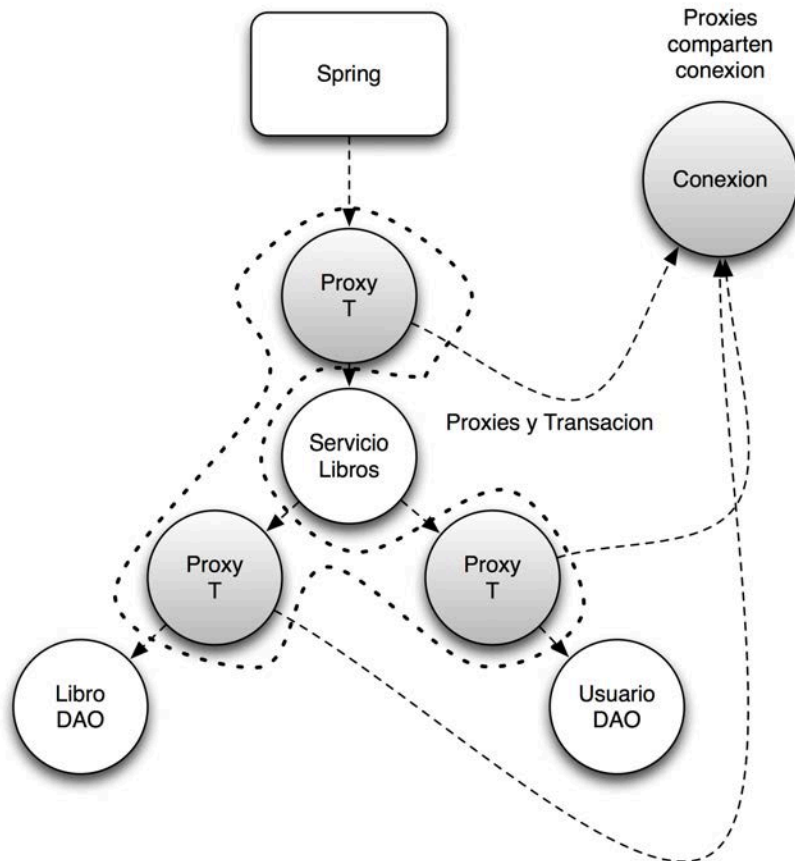 Proxies
comparten
conexion
Spring
Conexion
Proxy
T
Servicio
Libros
Proxies y Transacion
Proxy
T
Proxy
T
Libro
DAO
Usuario
DAO